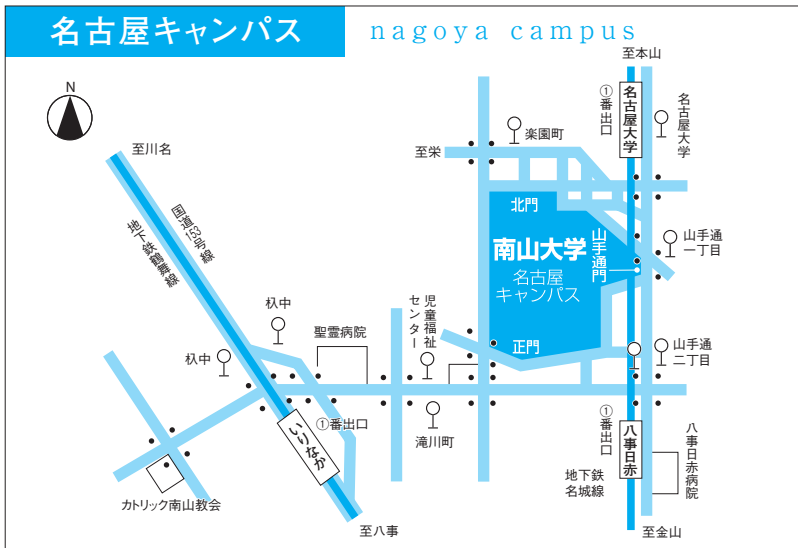 名古屋キャンパス
nagoya campus
N
至本山
①番出口
名古屋大学
名古屋大学
楽園町
至栄
至川名
国道153号線
地下鉄鶴舞線
北門
南山大学
名古屋
キャンパス
山手通門
山手通
一丁目
正門
山手通
二丁目
杁中
杁中
聖霊病院
児童福祉
センター
①番出口
いりなか
滝川町
①番出口
八事日赤
八事日赤病院
地下鉄
名城線
カトリック南山教会
至八事
至金山